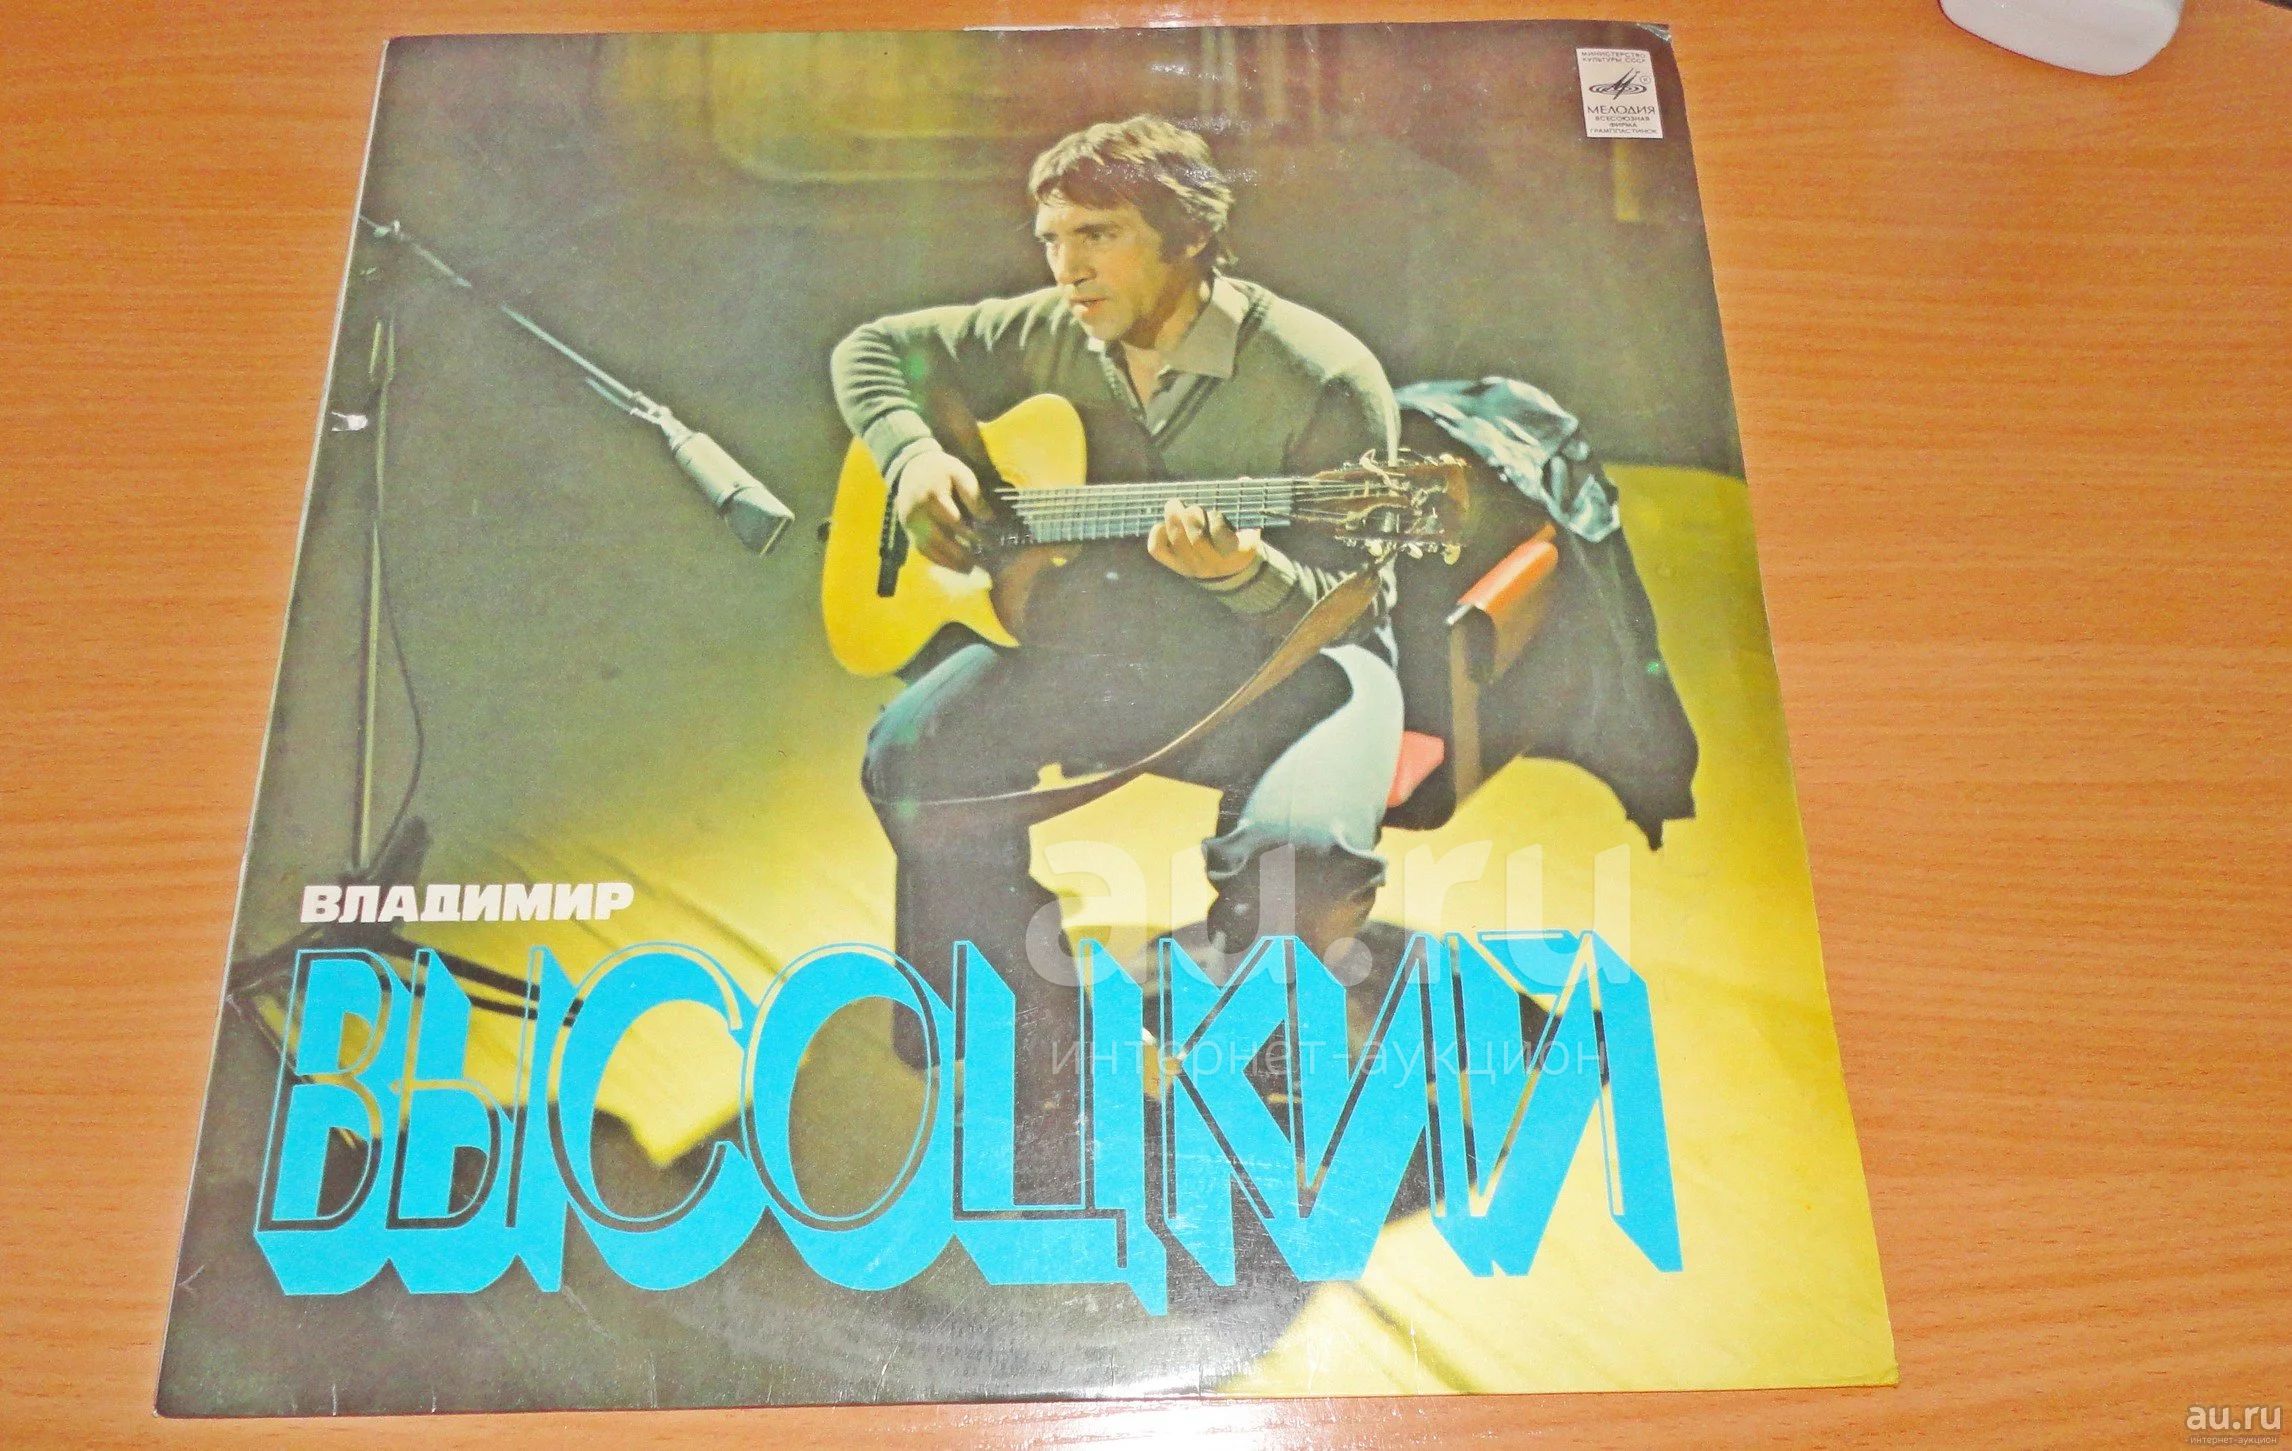 МИНИСТЕРСТВО
КУЛЬТУРЫ СССР
МЕЛОДИЯ
ВСЕСОЮЗНАЯ
ФИРМА
ГРАМПЛАСТИНОК
ВЛАДИМИР
ВЫСОЦКИЙ
au.ru
интернет-аукцион
au.ru
интернет-аукцион